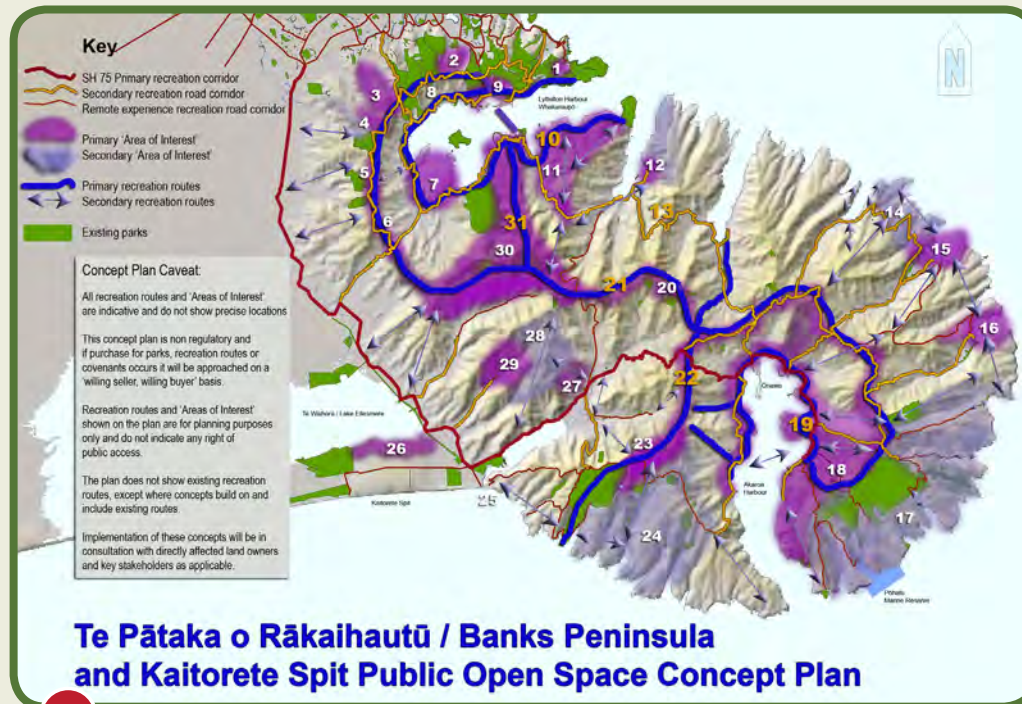 Key
SH 75 Primary recreation corridor
Secondary recreation road corridor
Remote experience recreation road corridor
Primary 'Area of Interest'
Secondary 'Area of Interest'
Primary recreation routes
Secondary recreation routes
Existing parks
Concept Plan Caveat:
All recreation routes and 'Areas of Interest'
are indicative and do not show precise locations
This concept plan is non regulatory and
if purchase for parks, recreation routes or
covenants occurs it will be approached on a
'willing seller, willing buyer' basis.
Recreation routes and 'Areas of Interest'
shown on the plan are for planning purposes
only and do not indicate any right of
public access.
The plan does not show existing recreation
routes, except where concepts build on and
include existing routes.
Implementation of these concepts will be in
consultation with directly affected land owners
and key stakeholders as applicable.
N
1
2
3
4
5
6
7
8
9
Lyttelton Harbour
Whakaraupō
10
11
12
13
14
15
16
17
18
19
20
21
22
23
24
25
26
27
28
29
30
31
Te Waihora / Lake Ellesmere
Kaitorete Spit
Akaroa
Harbour
Pōhatu
Marine Reserve
Te Pātaka o Rākaihautū / Banks Peninsula
and Kaitorete Spit Public Open Space Concept Plan